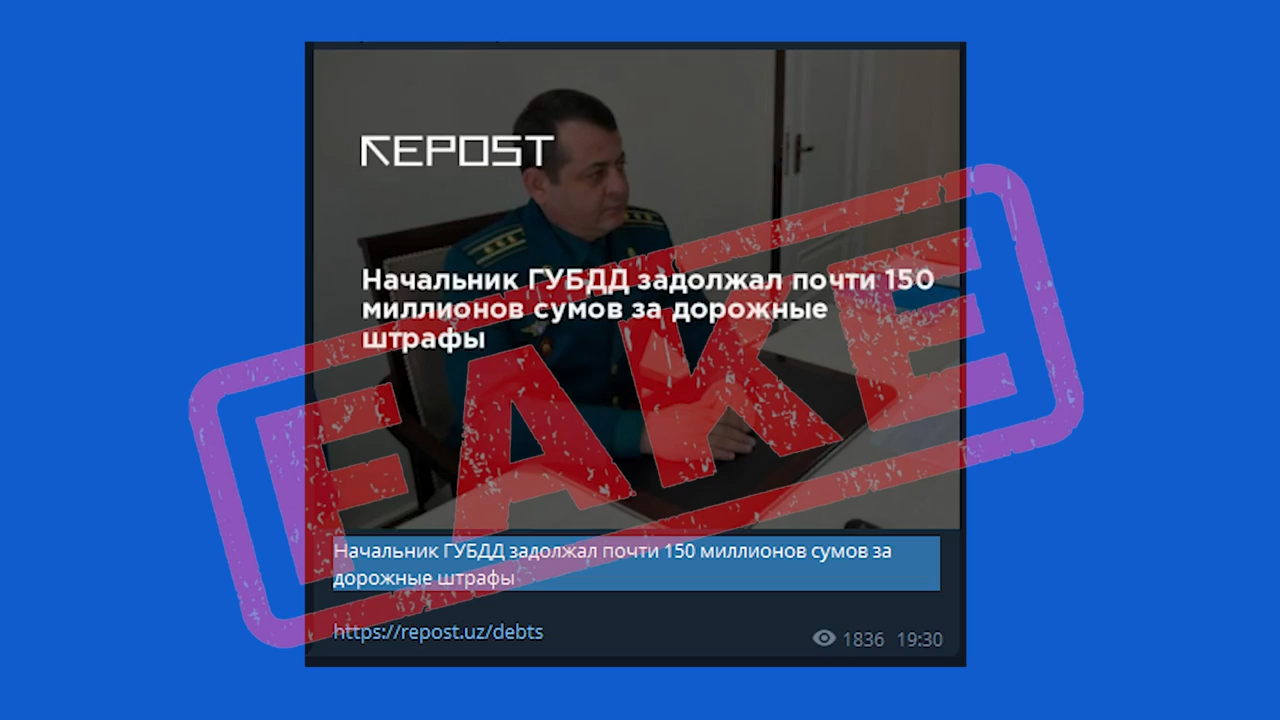 REPOST
Начальник ГУБДД задолжал почти 150
миллионов сумов за дорожные
штрафы
FAKE
Начальник ГУБДД задолжал почти 150 миллионов сумов за
дорожные штрафы
https://repost.uz/debts
1836 19:30